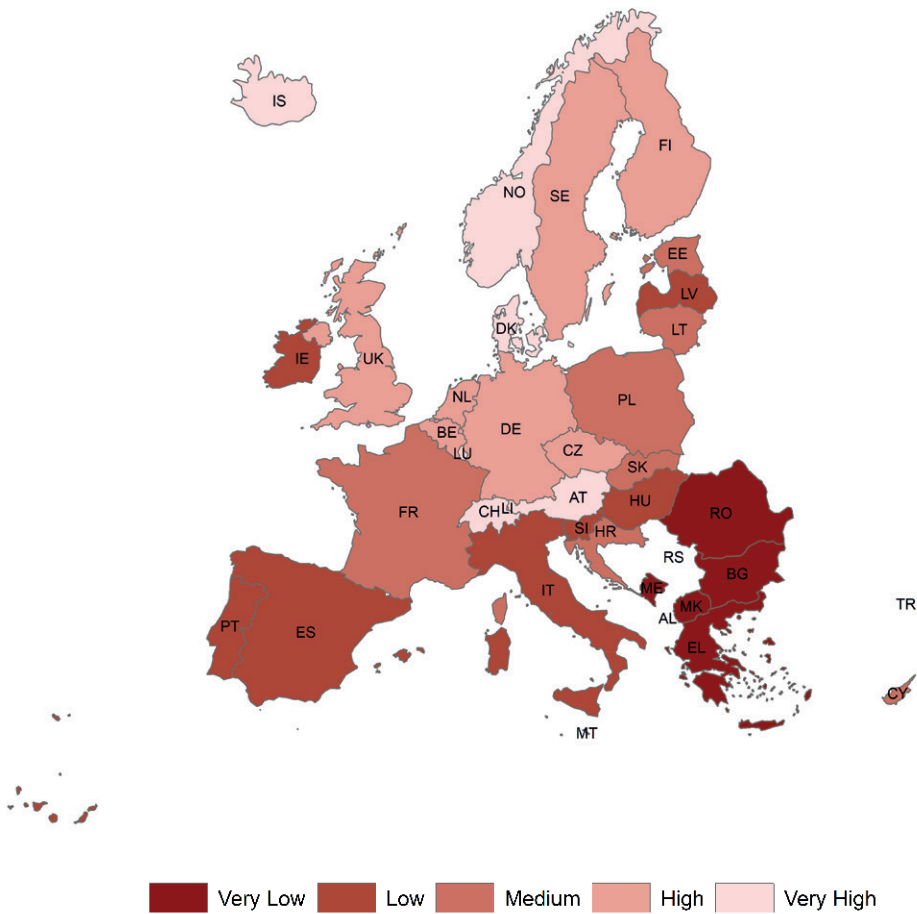 IS
FI
NO
SE
EE
LV
DK
LT
IE
UK
NL
PL
DE
BE
LU
CZ
SK
AT
HU
FR
CH
LI
RO
SI
HR
RS
BG
ME
IT
TR
MK
AL
PT
ES
EL
CY
MT
Very Low
Low
Medium
High
Very High